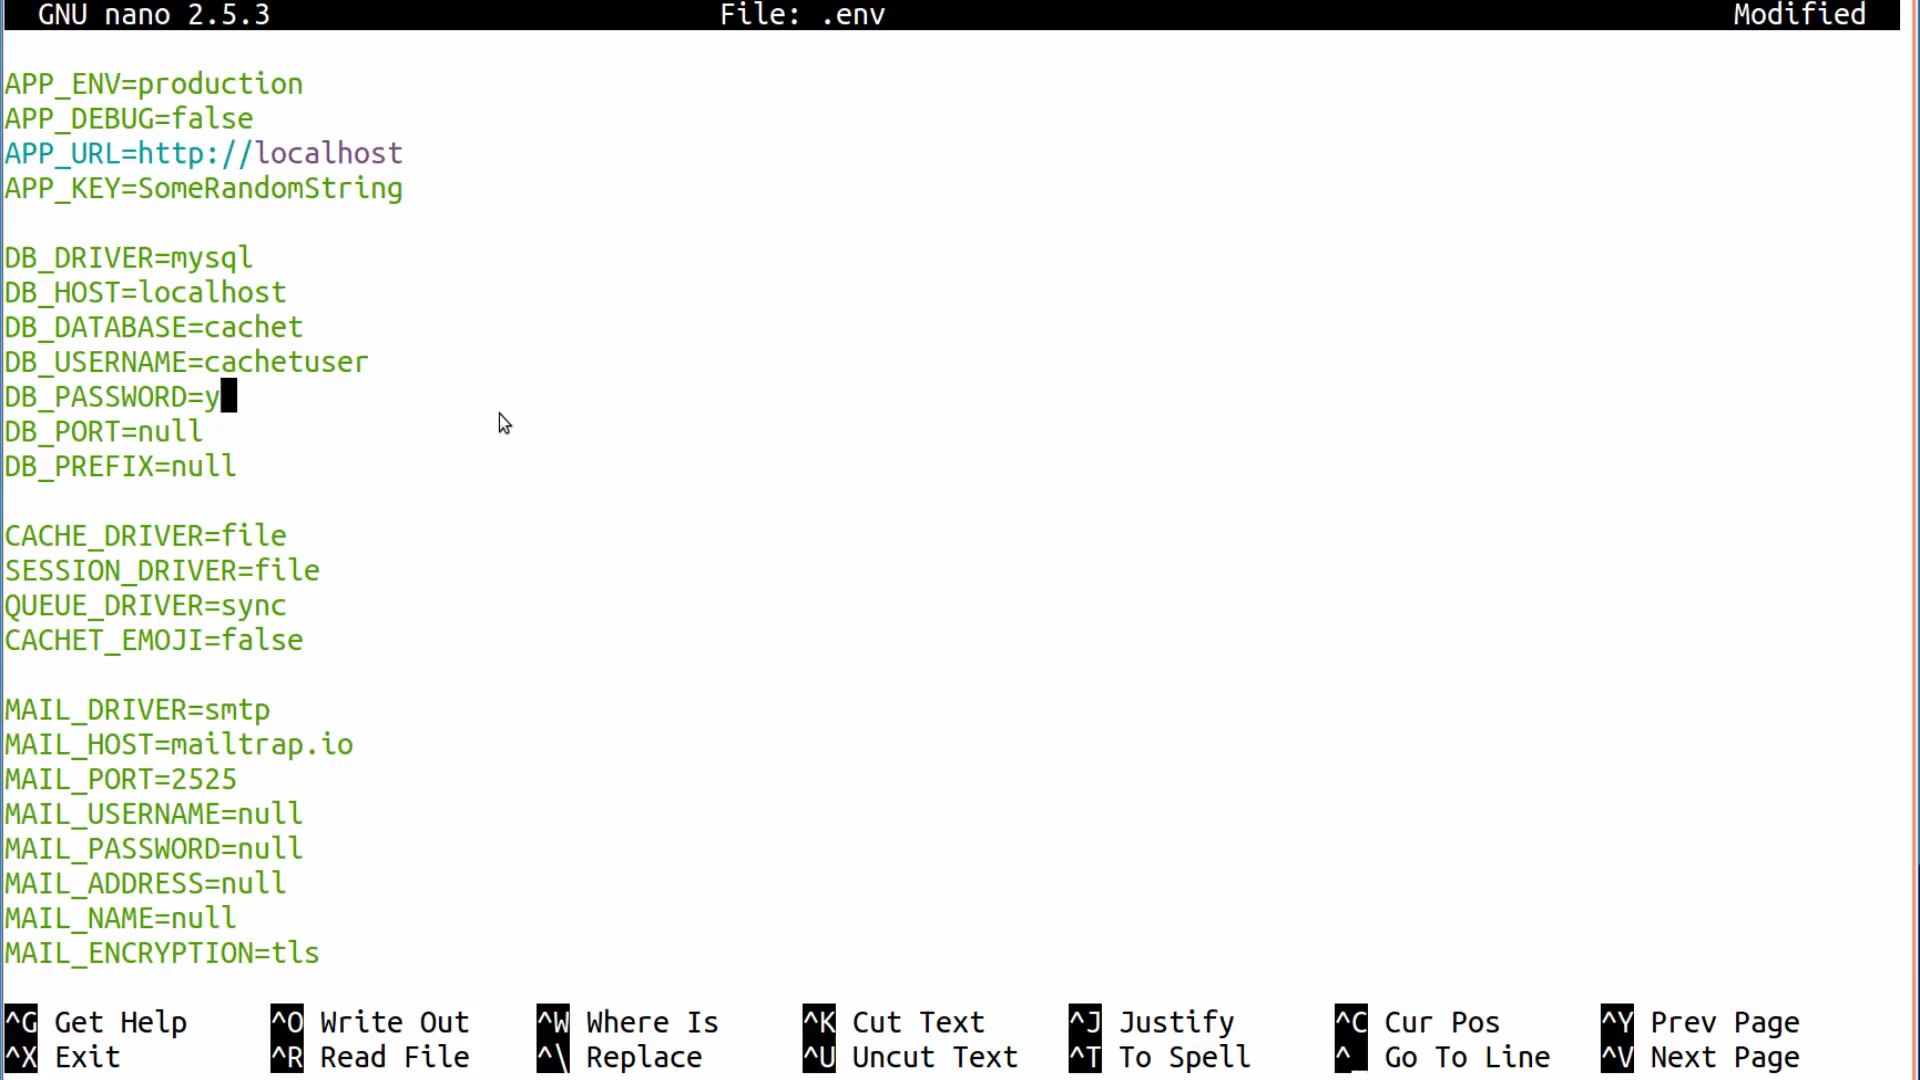 GNU nano 2.5.3 File: .env Modified
APP_ENV=production
APP_DEBUG=false
APP_URL=http://localhost
APP_KEY=SomeRandomString
DB_DRIVER=mysql
DB_HOST=localhost
DB_DATABASE=cachet
DB_USERNAME=cachetuser
DB_PASSWORD=y
DB_PORT=null
DB_PREFIX=null
CACHE_DRIVER=file
SESSION_DRIVER=file
QUEUE_DRIVER=sync
CACHET_EMOJI=false
MAIL_DRIVER=smtp
MAIL_HOST=mailtrap.io
MAIL_PORT=2525
MAIL_USERNAME=null
MAIL_PASSWORD=null
MAIL_ADDRESS=null
MAIL_NAME=null
MAIL_ENCRYPTION=tls
^G Get Help ^O Write Out ^W Where Is ^K Cut Text ^J Justify ^C Cur Pos ^Y Prev Page
^X Exit ^R Read File ^\ Replace ^U Uncut Text ^T To Spell ^_ Go To Line ^V Next Page